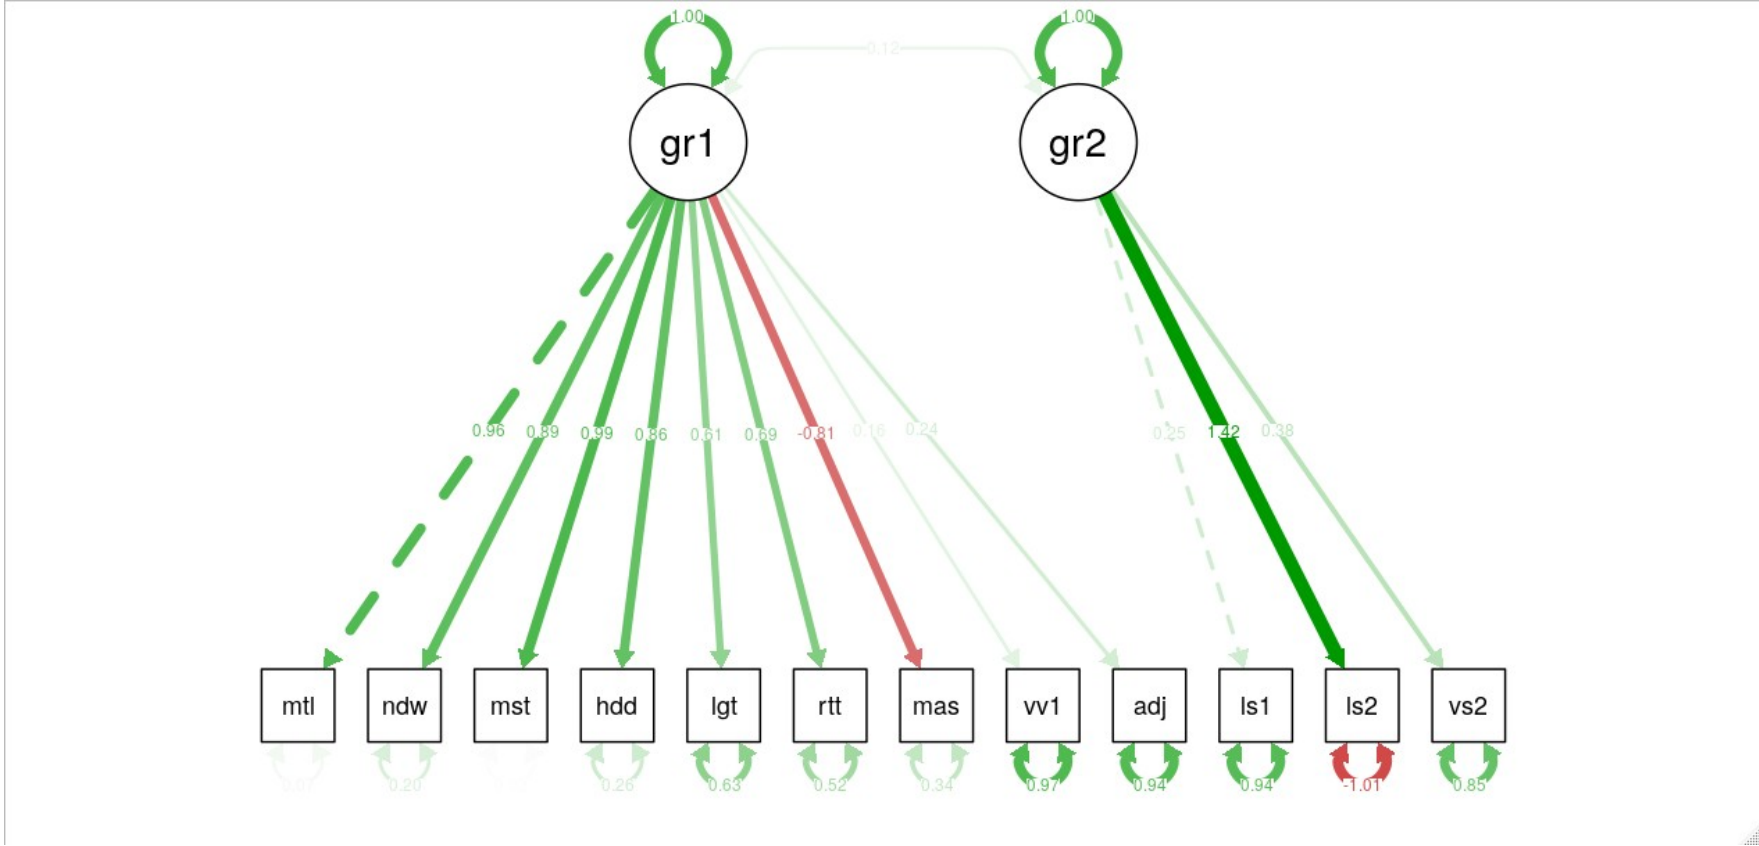 1.00 1.00
0.12
gr1 gr2
0.96 0.89 0.99 0.86 0.61 0.69 -0.81 0.16 0.24 0.25 1.42 0.38
mtl ndw mst hdd lgt rtt mas vv1 adj ls1 ls2 vs2
0.20 0.26 0.63 0.52 0.34 0.97 0.94 0.94 -1.01 0.85